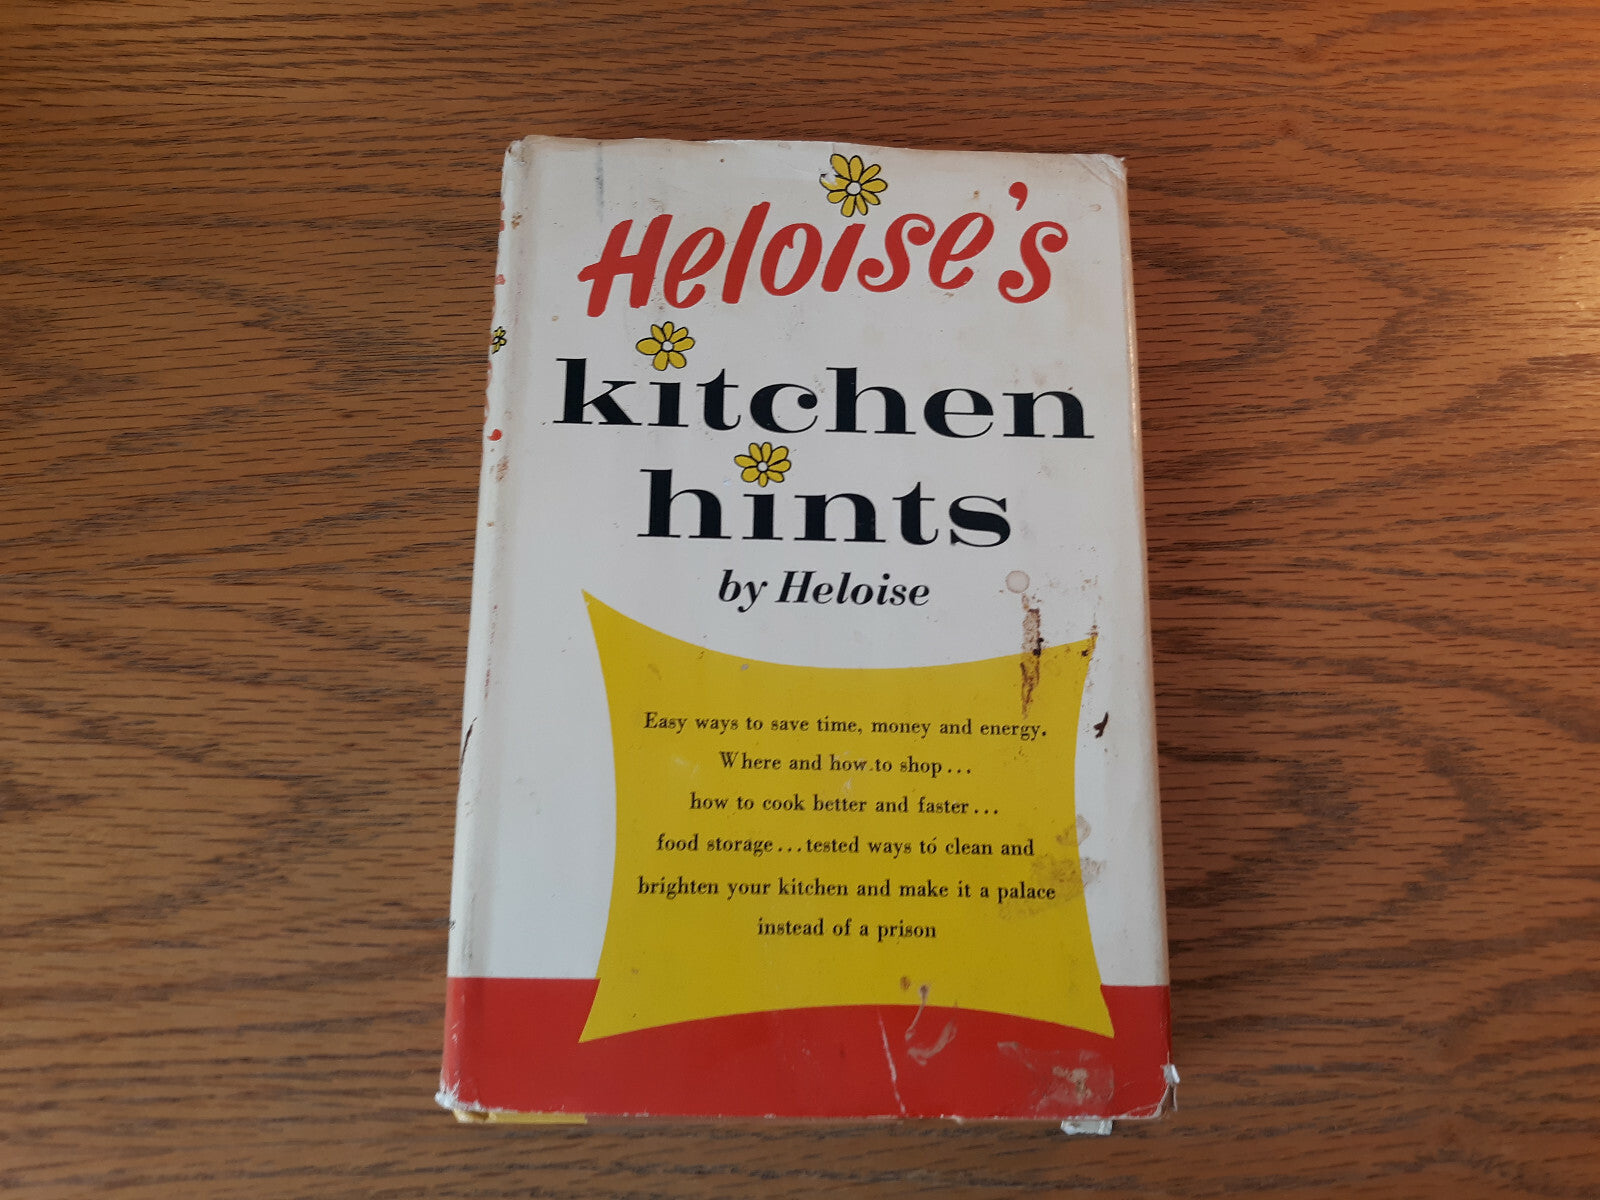 Heloise's
kitchen
hints
by Heloise
Easy ways to save time, money and energy.
Where and how to shop...
how to cook better and faster...
food storage...tested ways to clean and
brighten your kitchen and make it a palace
instead of a prison